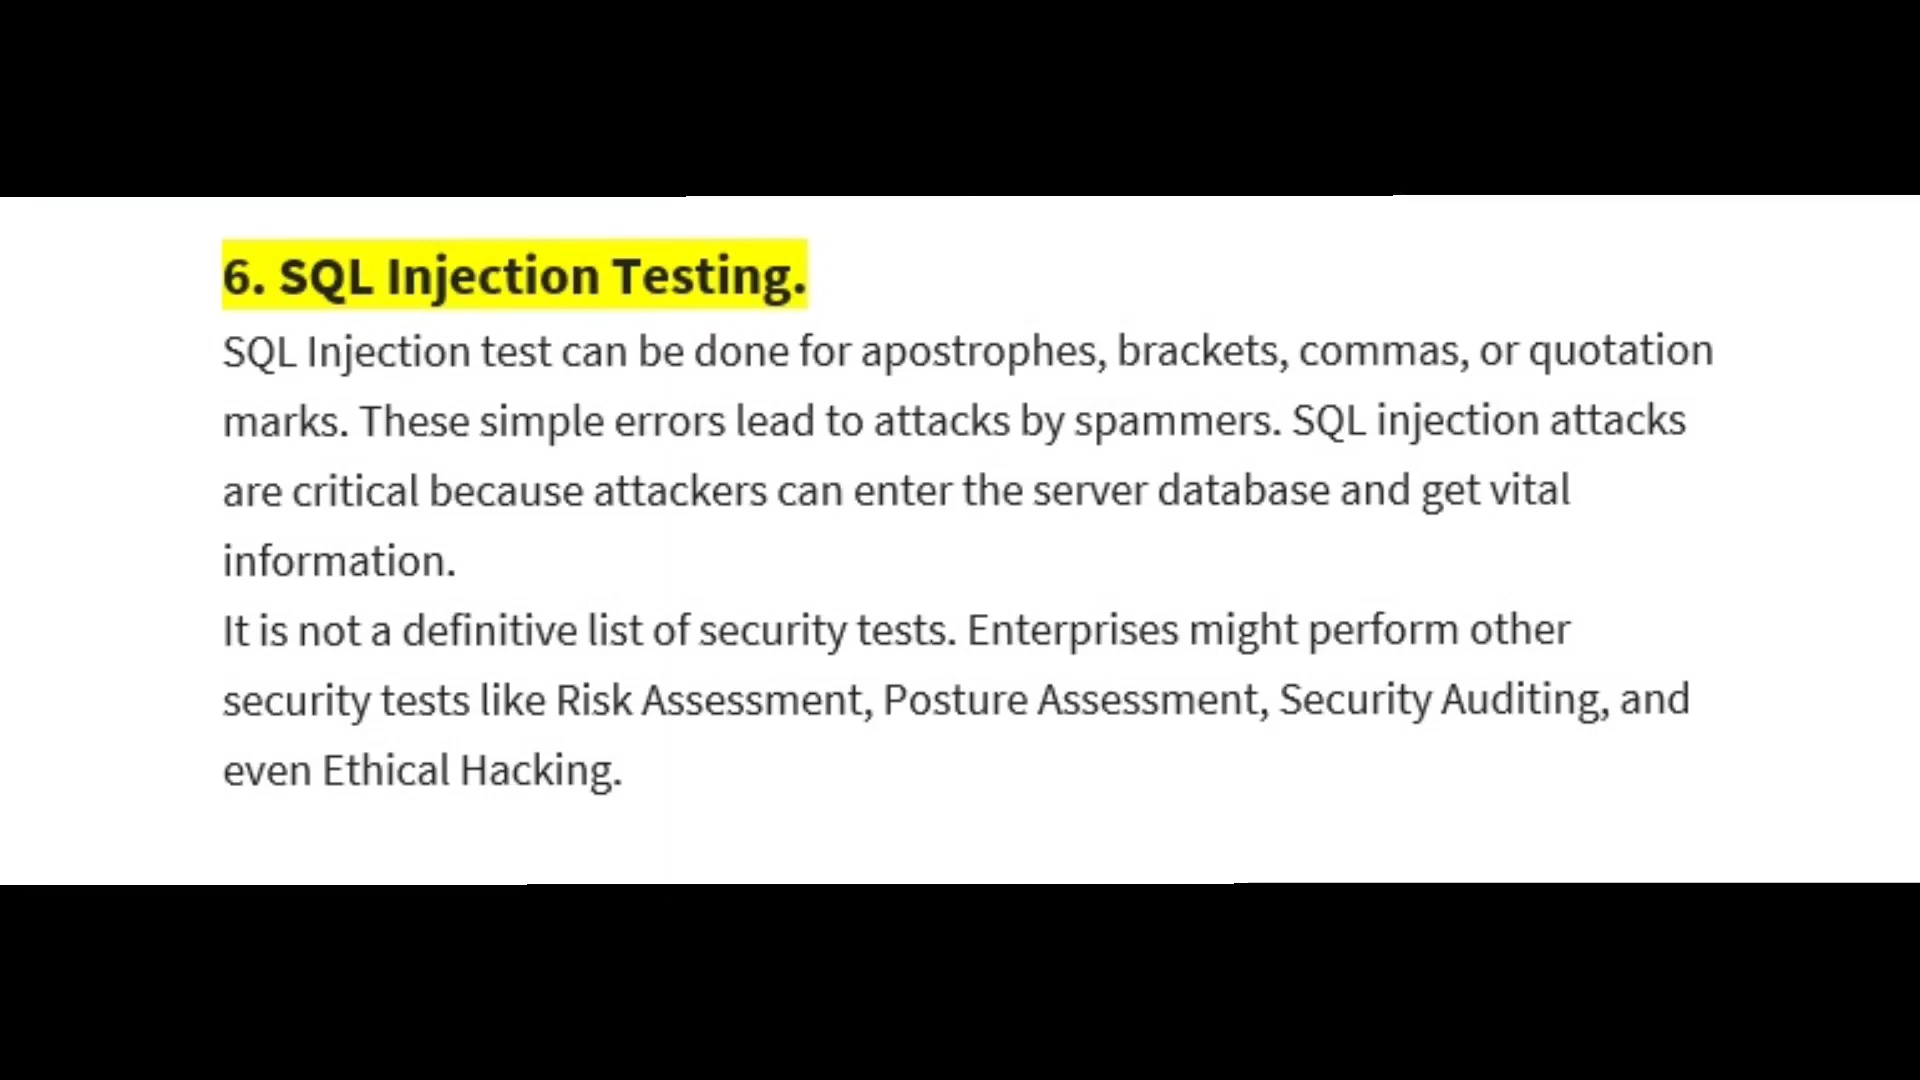 6. SQL Injection Testing.
SQL Injection test can be done for apostrophes, brackets, commas, or quotation
marks. These simple errors lead to attacks by spammers. SQL injection attacks
are critical because attackers can enter the server database and get vital
information.
It is not a definitive list of security tests. Enterprises might perform other
security tests like Risk Assessment, Posture Assessment, Security Auditing, and
even Ethical Hacking.